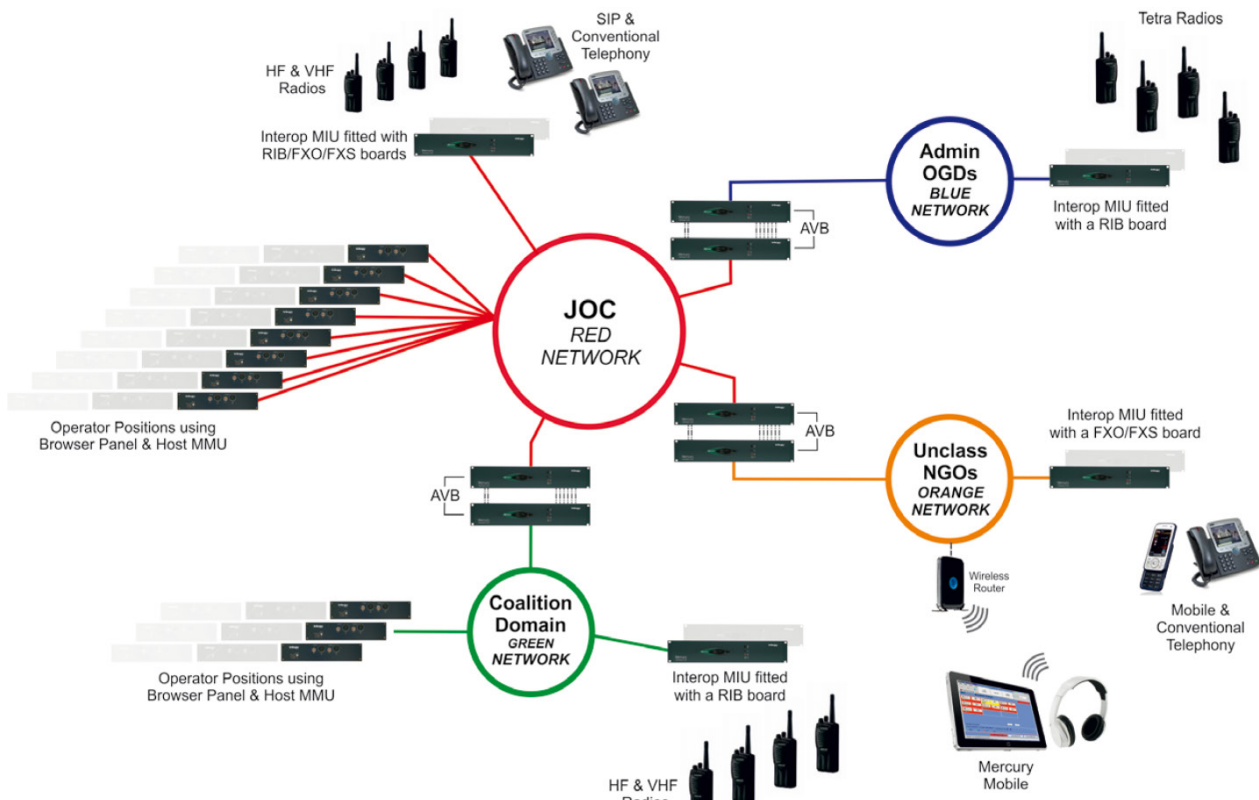 SIP &
Conventional
Telephony
HF & VHF
Radios
Interop MIU fitted with
RIB/FXO/FXS boards
Tetra Radios
Admin
OGDs
BLUE
NETWORK
Interop MIU fitted
with a RIB board
AVB
JOC
RED
NETWORK
Operator Positions using
Browser Panel & Host MMU
AVB
Interop MIU fitted
with a FXO/FXS board
Unclass
NGOs
ORANGE
NETWORK
AVB
Wireless
Router
Mobile &
Conventional
Telephony
Coalition
Domain
GREEN
NETWORK
Operator Positions using
Browser Panel & Host MMU
Interop MIU fitted
with a RIB board
Mercury
Mobile
HF & VHF
Radios